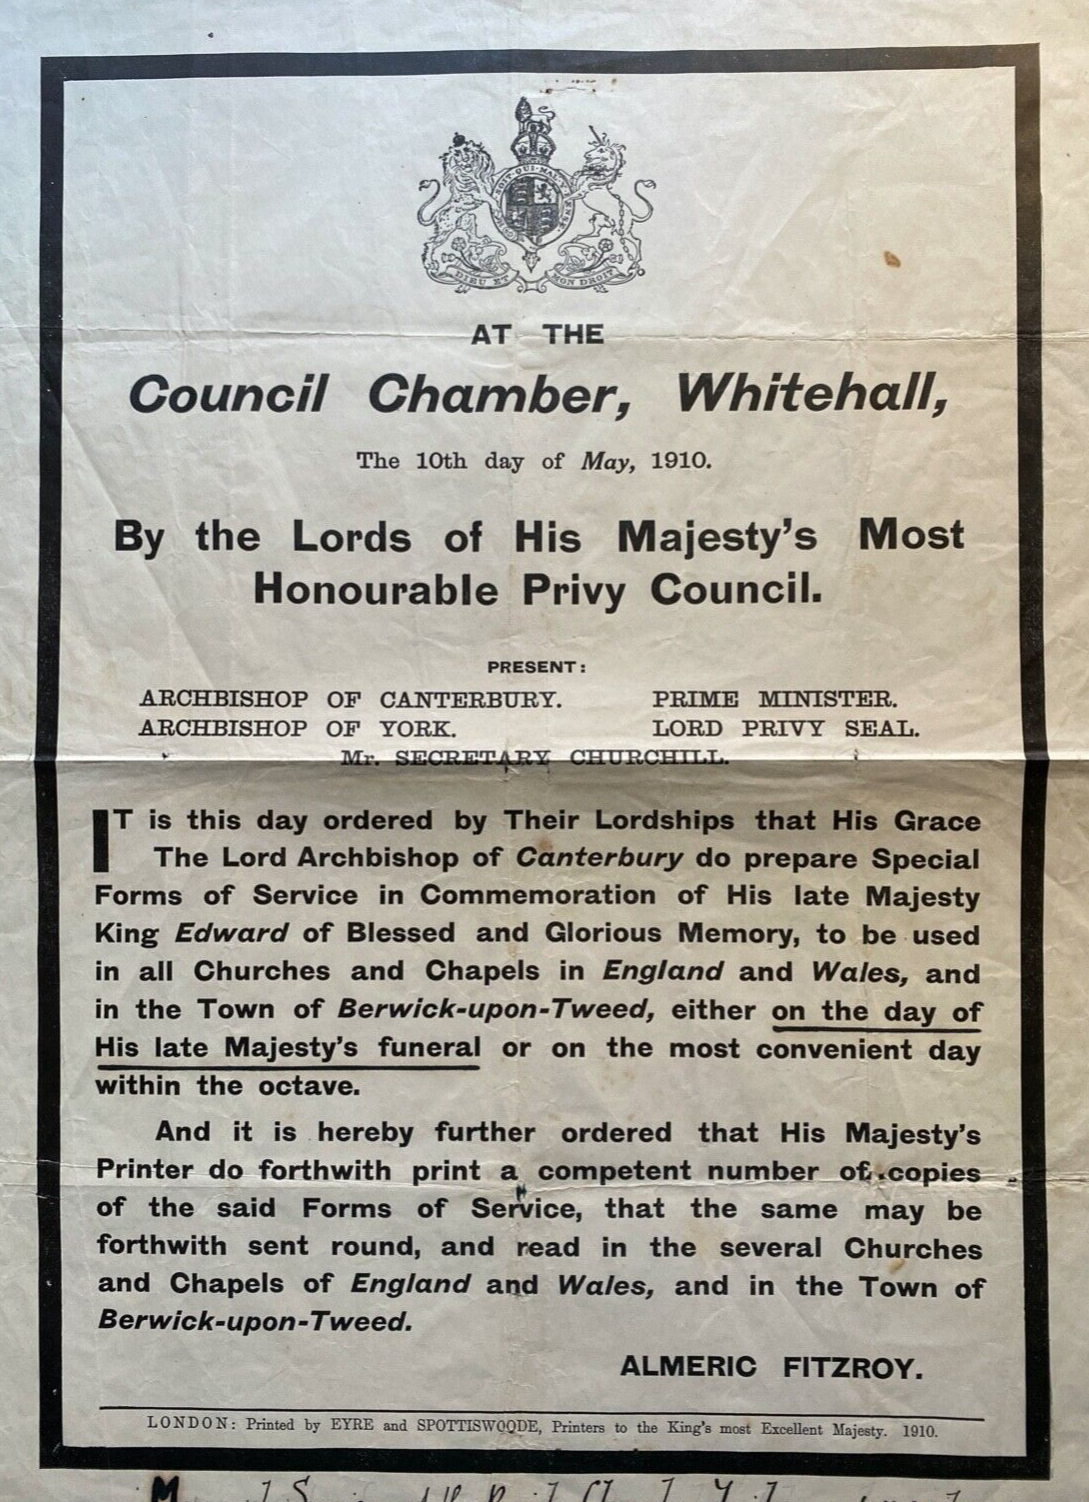 DIEU ET MON DROIT
AT THE
Council Chamber, Whitehall,
The 10th day of May, 1910.
By the Lords of His Majesty's Most
Honourable Privy Council.
PRESENT:
ARCHBISHOP OF CANTERBURY. PRIME MINISTER.
ARCHBISHOP OF YORK. LORD PRIVY SEAL.
Mr. SECRETARY CHURCHILL.
IT is this day ordered by Their Lordships that His Grace
The Lord Archbishop of Canterbury do prepare Special
Forms of Service in Commemoration of His late Majesty
King Edward of Blessed and Glorious Memory, to be used
in all Churches and Chapels in England and Wales, and
in the Town of Berwick-upon-Tweed, either on the day of
His late Majesty's funeral or on the most convenient day
within the octave.
And it is hereby further ordered that His Majesty's
Printer do forthwith print a competent number of copies
of the said Forms of Service, that the same may be
forthwith sent round, and read in the several Churches
and Chapels of England and Wales, and in the Town of
Berwick-upon-Tweed.
ALMERIC FITZROY.
LONDON: Printed by EYRE and SPOTTISWOODE, Printers to the King's most Excellent Majesty. 1910.